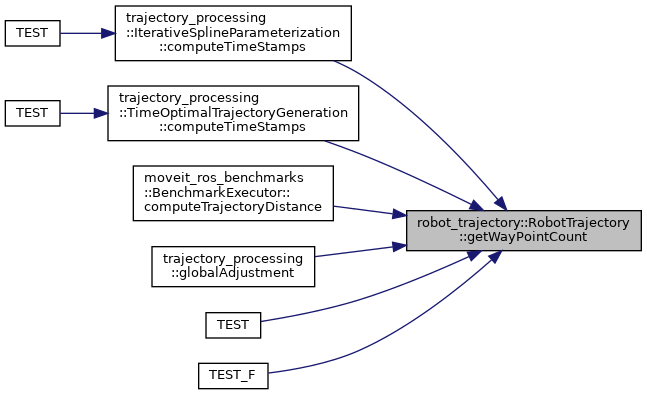 TEST
trajectory_processing
::IterativeSplineParameterization
::computeTimeStamps
TEST
trajectory_processing
::TimeOptimalTrajectoryGeneration
::computeTimeStamps
moveit_ros_benchmarks
::BenchmarkExecutor::
computeTrajectoryDistance
robot_trajectory::RobotTrajectory
::getWayPointCount
trajectory_processing
::globalAdjustment
TEST
TEST_F